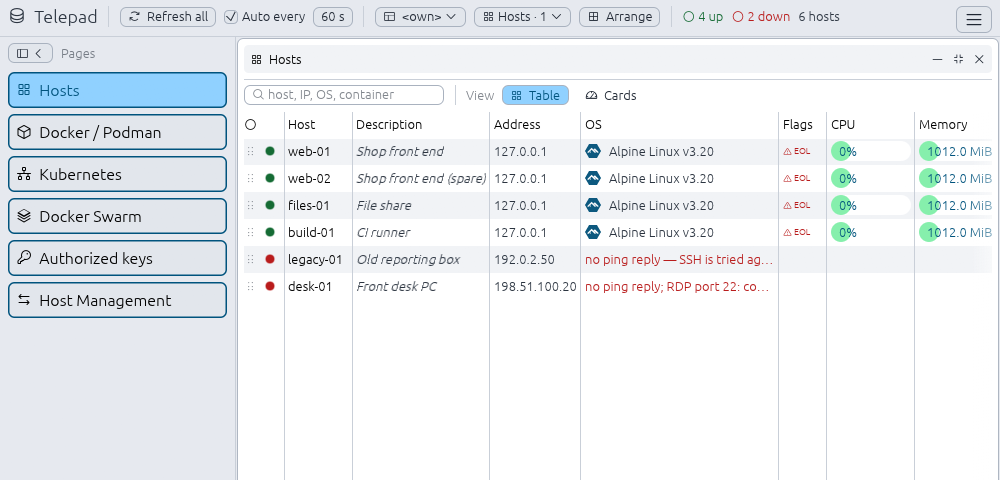 Telepad Refresh all Auto every 60 s <own> Hosts · 1 Arrange 4 up 2 down 6 hosts
Pages
Hosts
Docker / Podman
Kubernetes
Docker Swarm
Authorized keys
Host Management
Hosts
host, IP, OS, container View Table Cards
Host Description Address OS Flags CPU Memory
web-01 Shop front end 127.0.0.1 Alpine Linux v3.20 EOL 0% 1012.0 MiB
web-02 Shop front end (spare) 127.0.0.1 Alpine Linux v3.20 EOL 0% 1012.0 MiB
files-01 File share 127.0.0.1 Alpine Linux v3.20 EOL 0% 1012.0 MiB
build-01 CI runner 127.0.0.1 Alpine Linux v3.20 EOL 0% 1012.0 MiB
legacy-01 Old reporting box 192.0.2.50 no ping reply — SSH is tried ag…
desk-01 Front desk PC 198.51.100.20 no ping reply; RDP port 22: co…